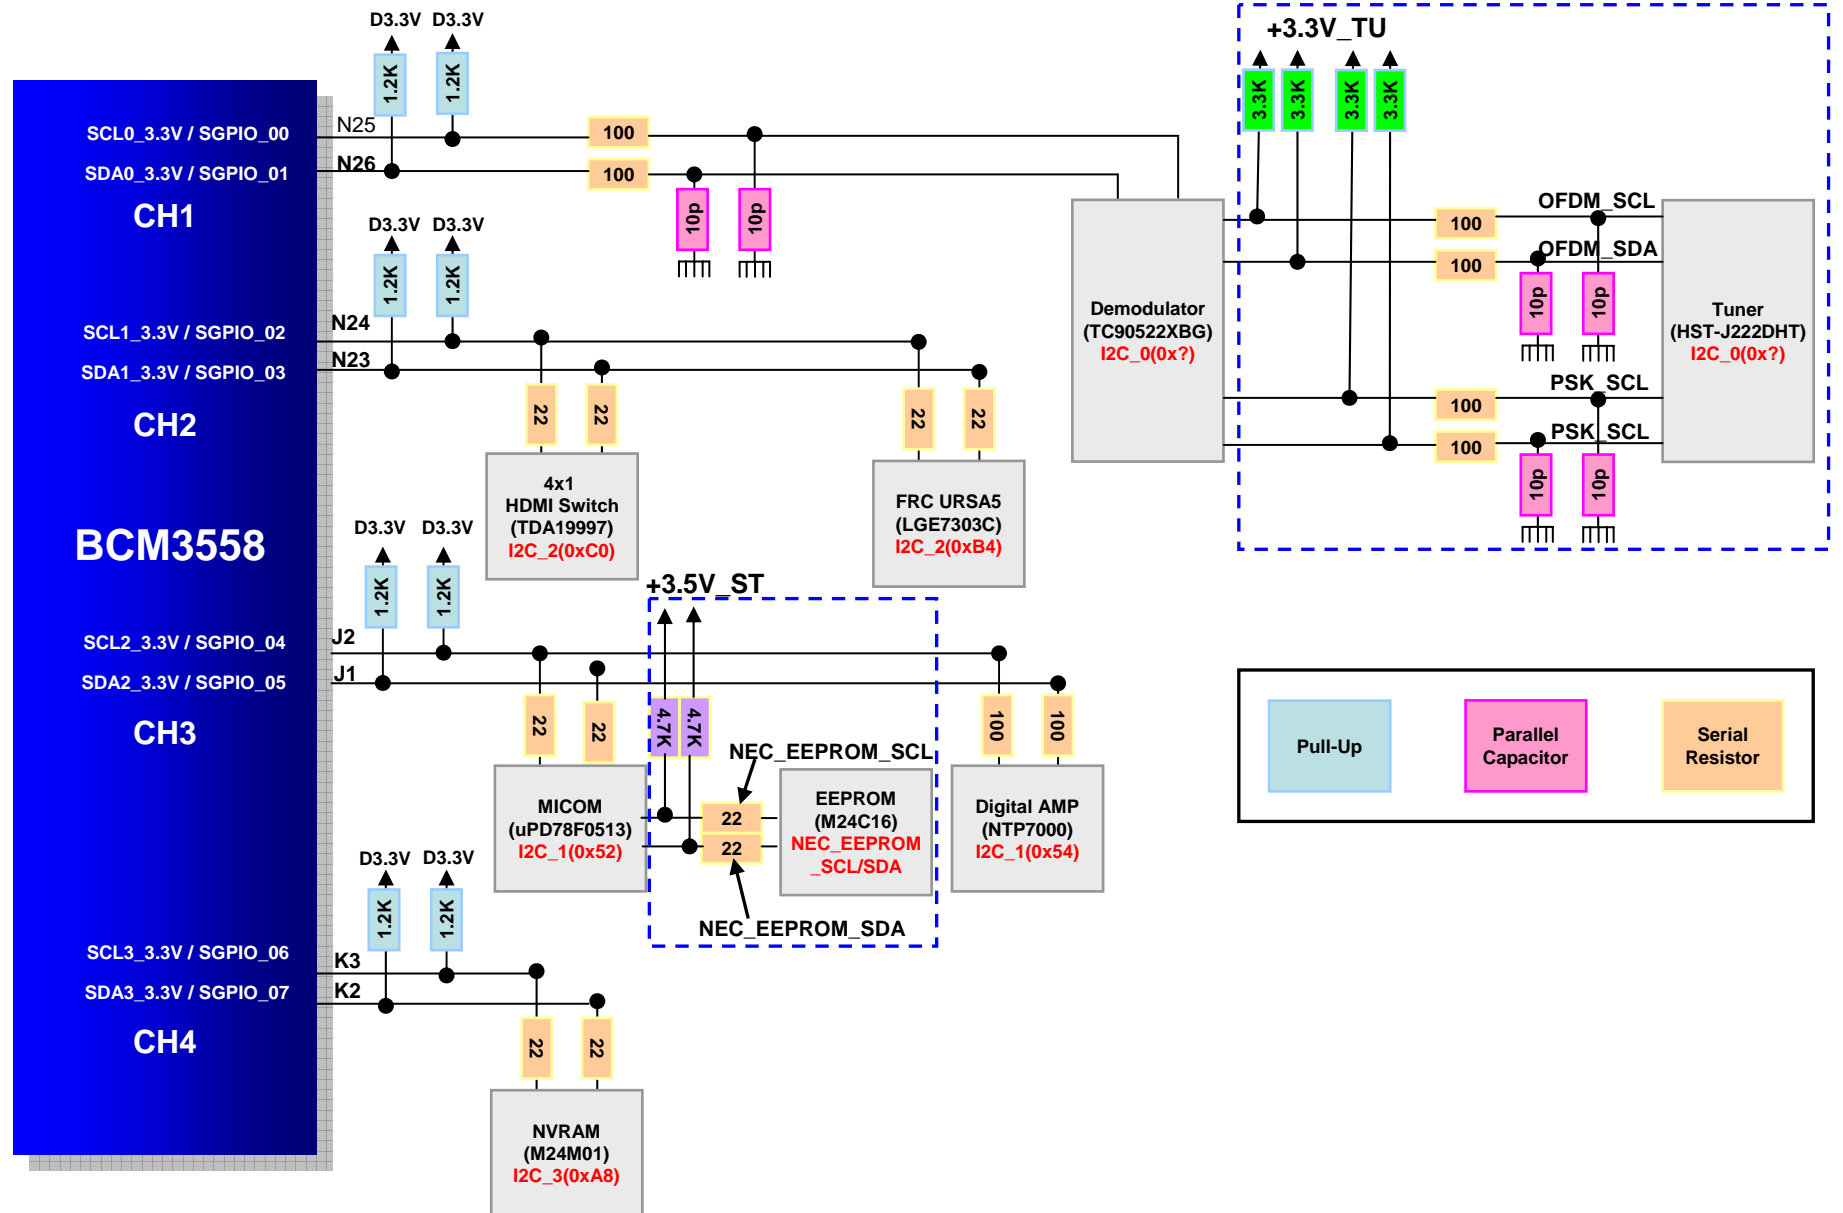 D3.3V D3.3V
1.2K 1.2K
SCL0_3.3V / SGPIO_00 N25 100
SDA0_3.3V / SGPIO_01 N26 100
CH1
10p 10p
D3.3V D3.3V
1.2K 1.2K
SCL1_3.3V / SGPIO_02 N24
SDA1_3.3V / SGPIO_03 N23
CH2
22 22 22 22
4x1
HDMI Switch
(TDA19997)
I2C_2(0xC0)
FRC URSA5
(LGE7303C)
I2C_2(0xB4)
BCM3558
D3.3V D3.3V
1.2K 1.2K
SCL2_3.3V / SGPIO_04 J2
SDA2_3.3V / SGPIO_05 J1
CH3
22 22
+3.5V_ST
4.7K 4.7K
100 100
NEC_EEPROM_SCL
MICOM
(uPD78F0513)
I2C_1(0x52)
22
22
EEPROM
(M24C16)
NEC_EEPROM
_SCL/SDA
Digital AMP
(NTP7000)
I2C_1(0x54)
NEC_EEPROM_SDA
D3.3V D3.3V
1.2K 1.2K
SCL3_3.3V / SGPIO_06 K3
SDA3_3.3V / SGPIO_07 K2
CH4
22 22
NVRAM
(M24M01)
I2C_3(0xA8)
+3.3V_TU
3.3K 3.3K 3.3K 3.3K
Demodulator
(TC90522XBG)
I2C_0(0x?)
100 OFDM_SCL
100 OFDM_SDA
10p 10p
100 PSK_SCL
100 PSK_SCL
10p 10p
Tuner
(HST-J222DHT)
I2C_0(0x?)
Pull-Up
Parallel
Capacitor
Serial
Resistor